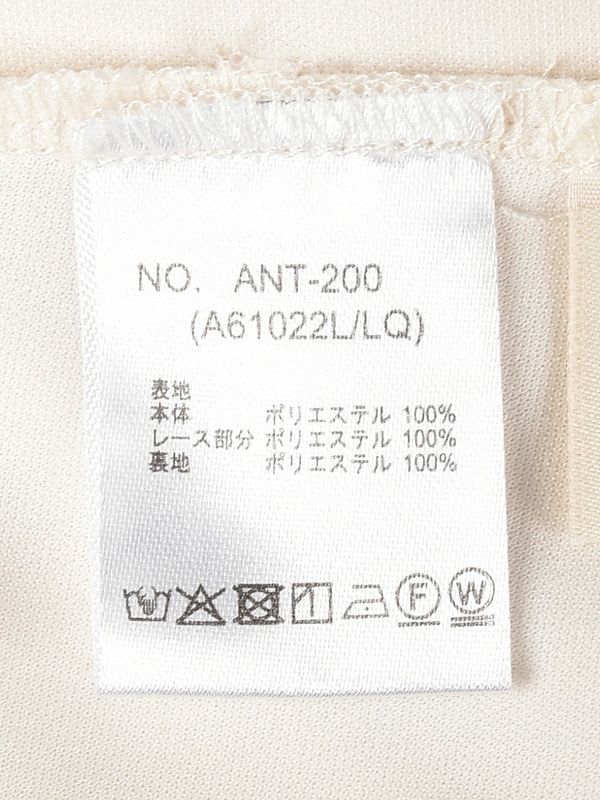 NO. ANT-200
(A61022L/LQ)
表地
本体 ポリエステル 100%
レース部分 ポリエステル 100%
裏地 ポリエステル 100%
F W